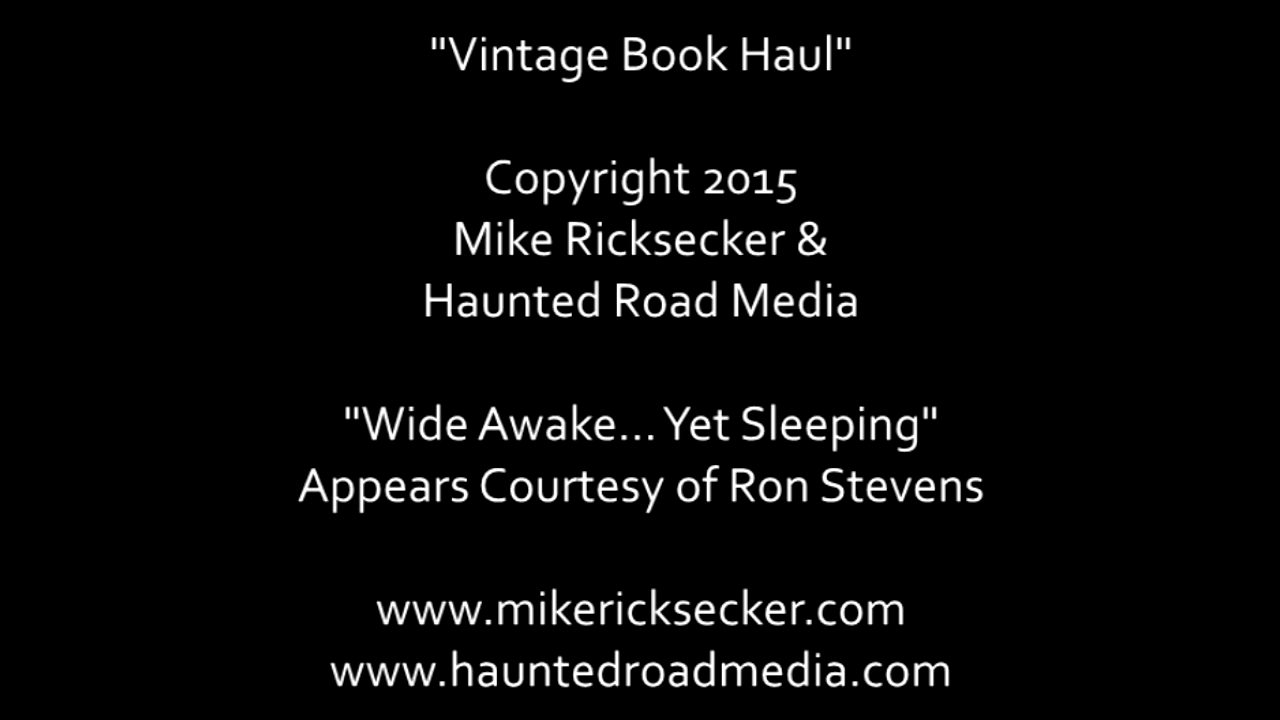 "Vintage Book Haul"
Copyright 2015
Mike Ricksecker &
Haunted Road Media
"Wide Awake... Yet Sleeping"
Appears Courtesy of Ron Stevens
www.mikericksecker.com
www.hauntedroadmedia.com